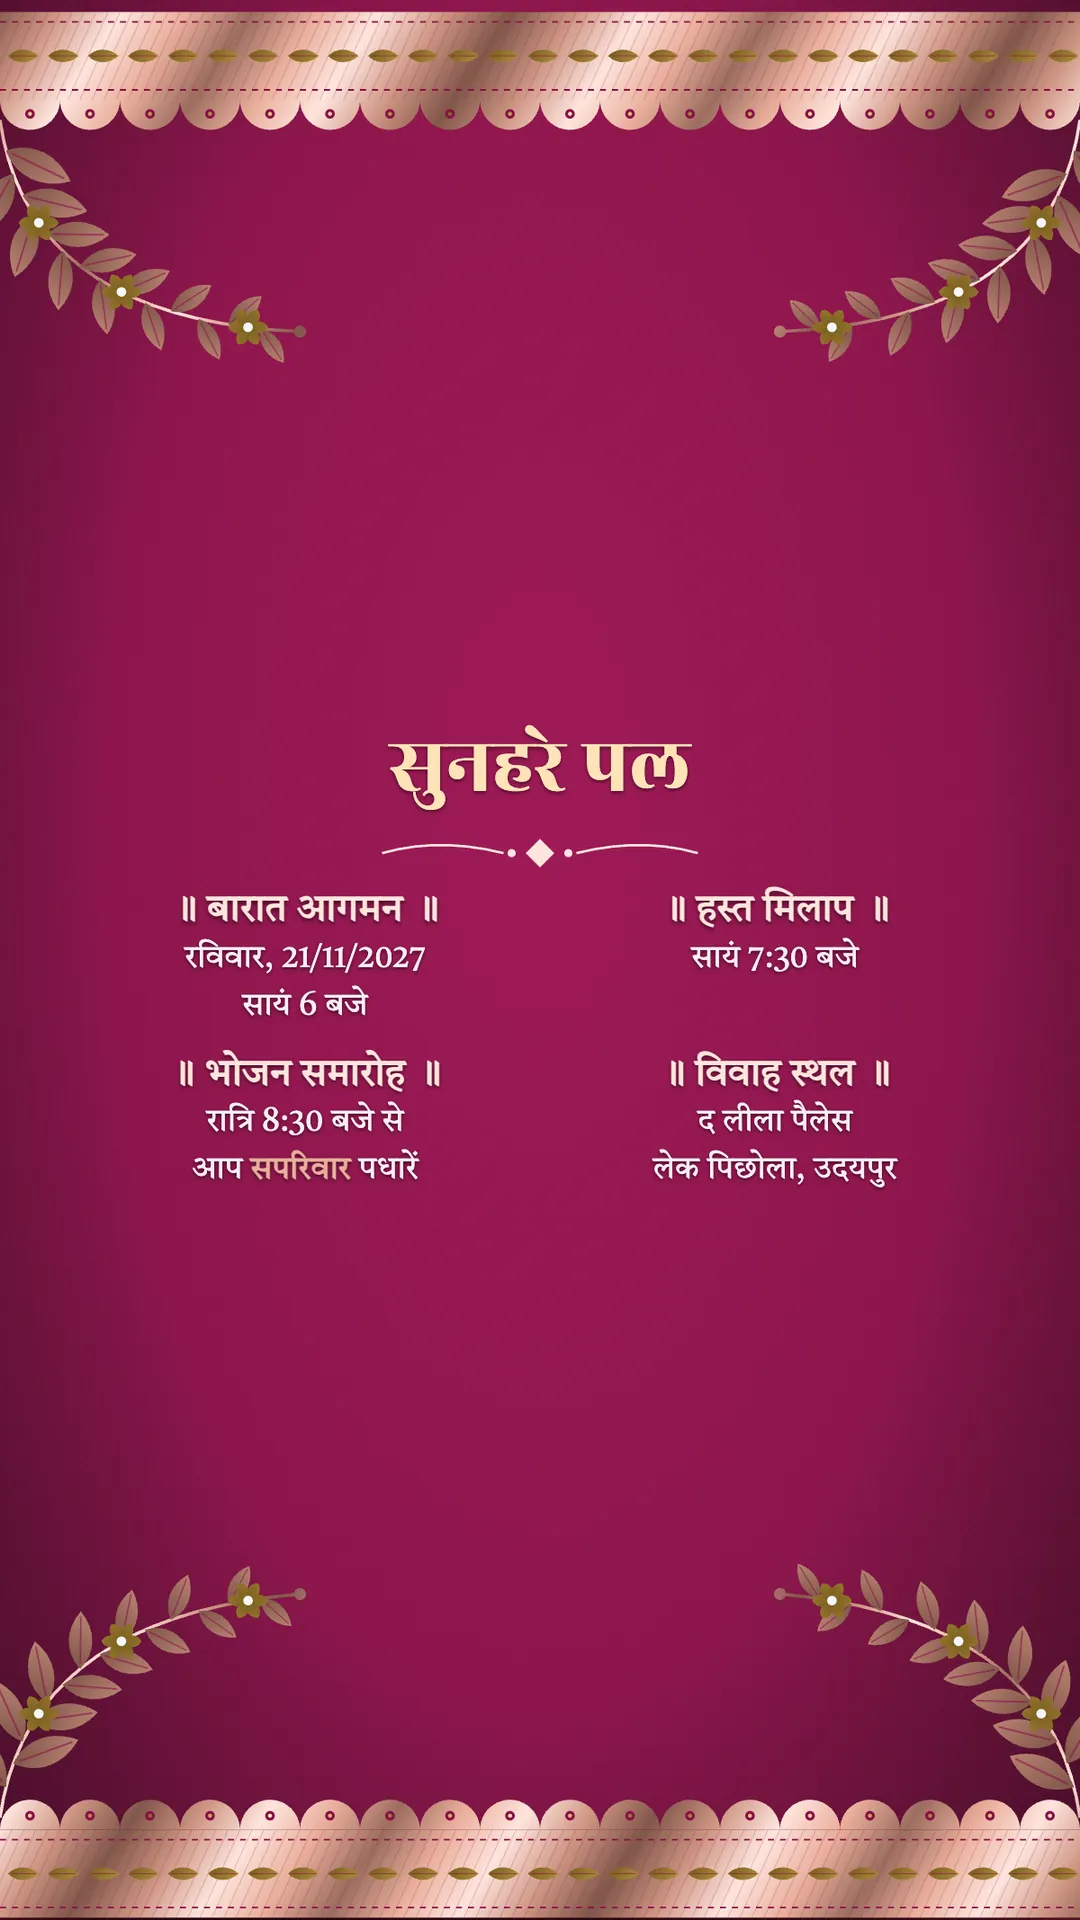 सुनहरे पल
॥ बारात आगमन ॥
रविवार, 21/11/2027
सायं 6 बजे
॥ हस्त मिलाप ॥
सायं 7:30 बजे
॥ भोजन समारोह ॥
रात्रि 8:30 बजे से
आप सपरिवार पधारें
॥ विवाह स्थल ॥
द लीला पैलेस
लेक पिछोला, उदयपुर